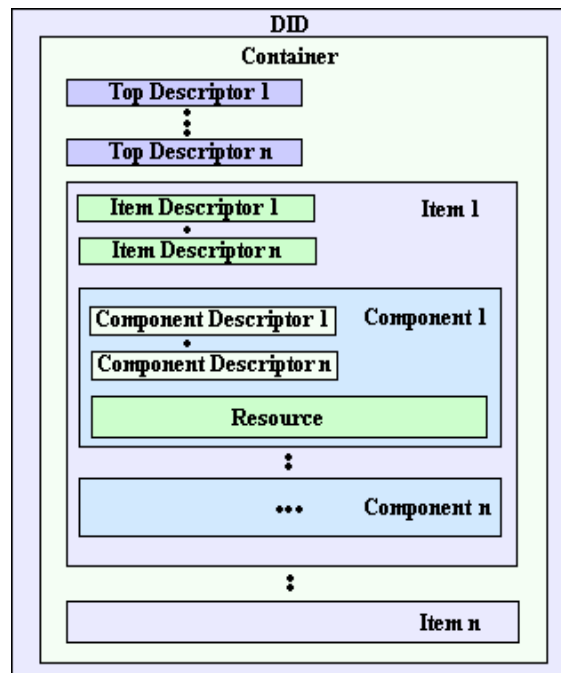 DID
Container
Top Descriptor 1
Top Descriptor n
Item Descriptor 1
Item 1
Item Descriptor n
Component Descriptor 1
Component 1
Component Descriptor n
Resource
... Component n
Item n